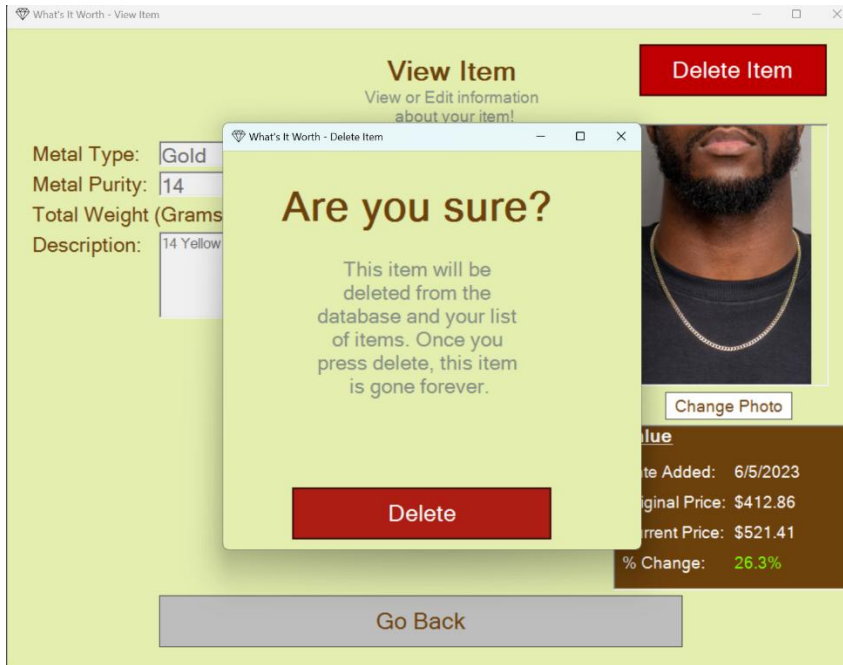 What's It Worth - View Item
View Item
Delete Item
View or Edit information
about your item!
What's It Worth - Delete Item
Metal Type: Gold
Metal Purity: 14
Total Weight (Grams
Description: 14 Yellow
Are you sure?
This item will be
deleted from the
database and your list
of items. Once you
press delete, this item
is gone forever.
Delete
Change Photo
lue
te Added: 6/5/2023
iginal Price: $412.86
rrent Price: $521.41
% Change: 26.3%
Go Back